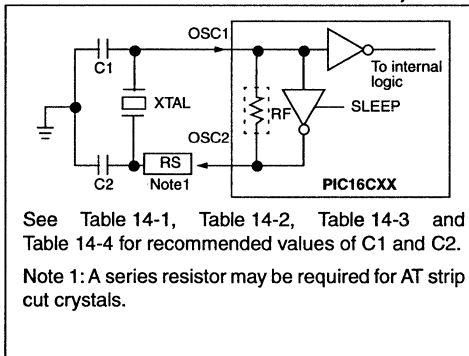 OSC1
C1
To internal
logic
XTAL
SLEEP
RF
OSC2
RS
C2
Note1
PIC16CXX
See Table 14-1, Table 14-2, Table 14-3 and
Table 14-4 for recommended values of C1 and C2.
Note 1: A series resistor may be required for AT strip
cut crystals.